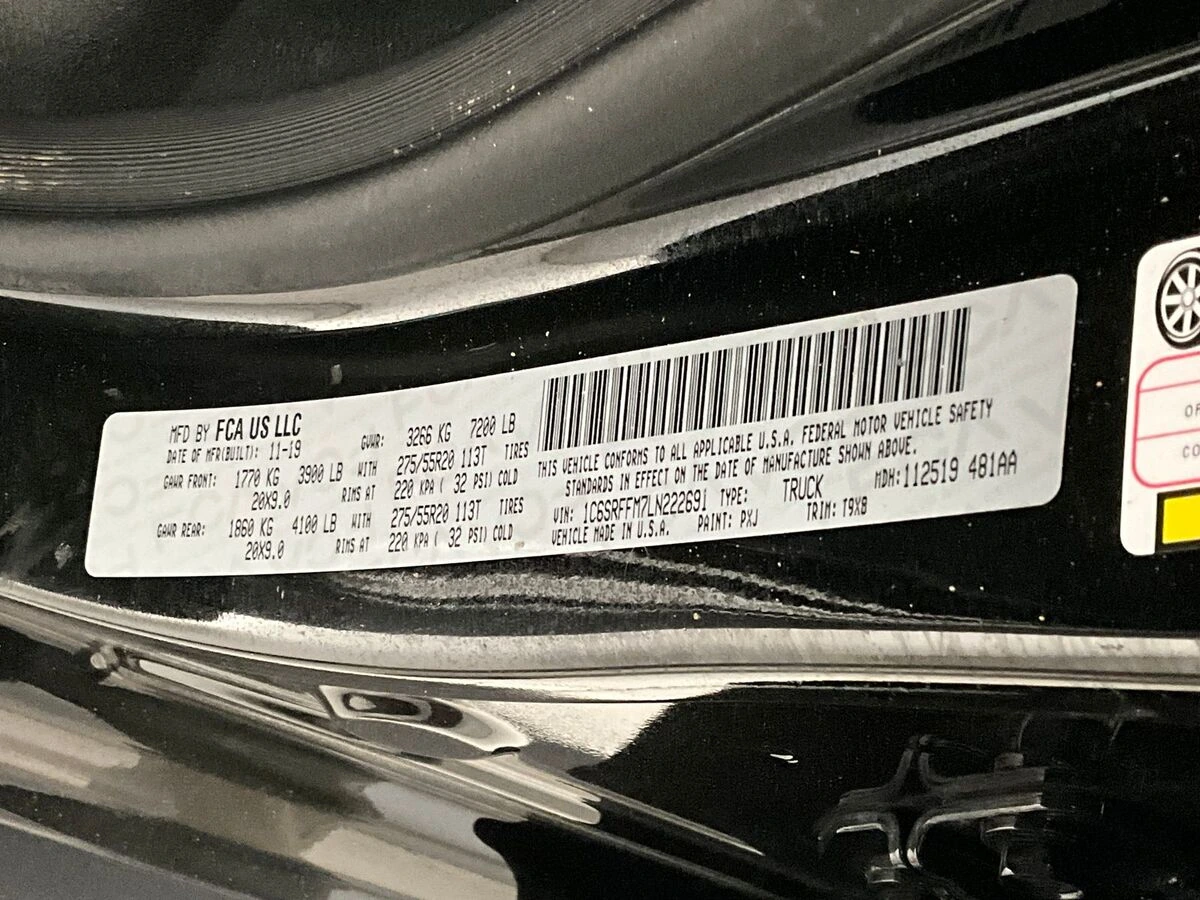 MFD BY FCA US LLC
DATE OF MFR(BUILT): 11-19 GVWR: 3266 KG 7200 LB
GAWR FRONT: 1770 KG 3900 LB WITH 275/55R20 113T TIRES
20X9.0 RIMS AT 220 KPA ( 32 PSI) COLD
GAWR REAR: 1860 KG 4100 LB WITH 275/55R20 113T TIRES
20X9.0 RIMS AT 220 KPA ( 32 PSI) COLD
THIS VEHICLE CONFORMS TO ALL APPLICABLE U.S.A. FEDERAL MOTOR VEHICLE SAFETY
STANDARDS IN EFFECT ON THE DATE OF MANUFACTURE SHOWN ABOVE.
VIN: 1C6SRFFM7LN222691 TYPE: TRUCK MDH: 112519 481AA
VEHICLE MADE IN U.S.A. PAINT: PXJ TRIM: T9X8